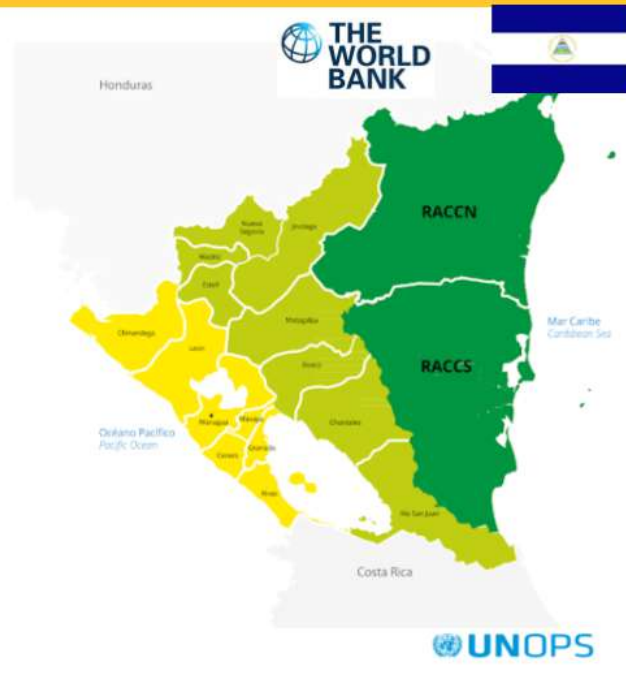 THE
WORLD
BANK
Honduras
RACCN
Nueva
Segovia
Jinotega
Madriz
Estelí
Chinandega
León
Matagalpa
Mar Caribe
Caribbean Sea
Boaco
RACCS
Managua
Masaya
Chontales
Océano Pacífico
Pacific Ocean
Carazo
Granada
Rivas
Río San Juan
Costa Rica
UNOPS